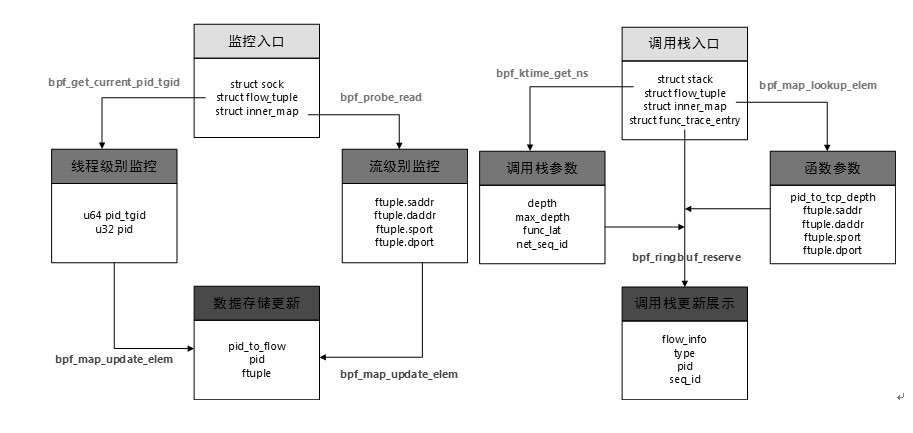 监控入口
struct sock
struct flow_tuple
struct inner_map
bpf_get_current_pid_tgid
bpf_probe_read
线程级别监控
u64 pid_tgid
u32 pid
流级别监控
ftuple.saddr
ftuple.daddr
ftuple.sport
ftuple.dport
数据存储更新
pid_to_flow
pid
ftuple
bpf_map_update_elem
bpf_map_update_elem
调用栈入口
struct stack
struct flow_tuple
struct inner_map
struct func_trace_entry
bpf_ktime_get_ns
bpf_map_lookup_elem
调用栈参数
depth
max_depth
func_lat
net_seq_id
函数参数
pid_to_tcp_depth
ftuple.saddr
ftuple.daddr
ftuple.sport
ftuple.dport
bpf_ringbuf_reserve
调用栈更新展示
flow_info
type
pid
seq_id